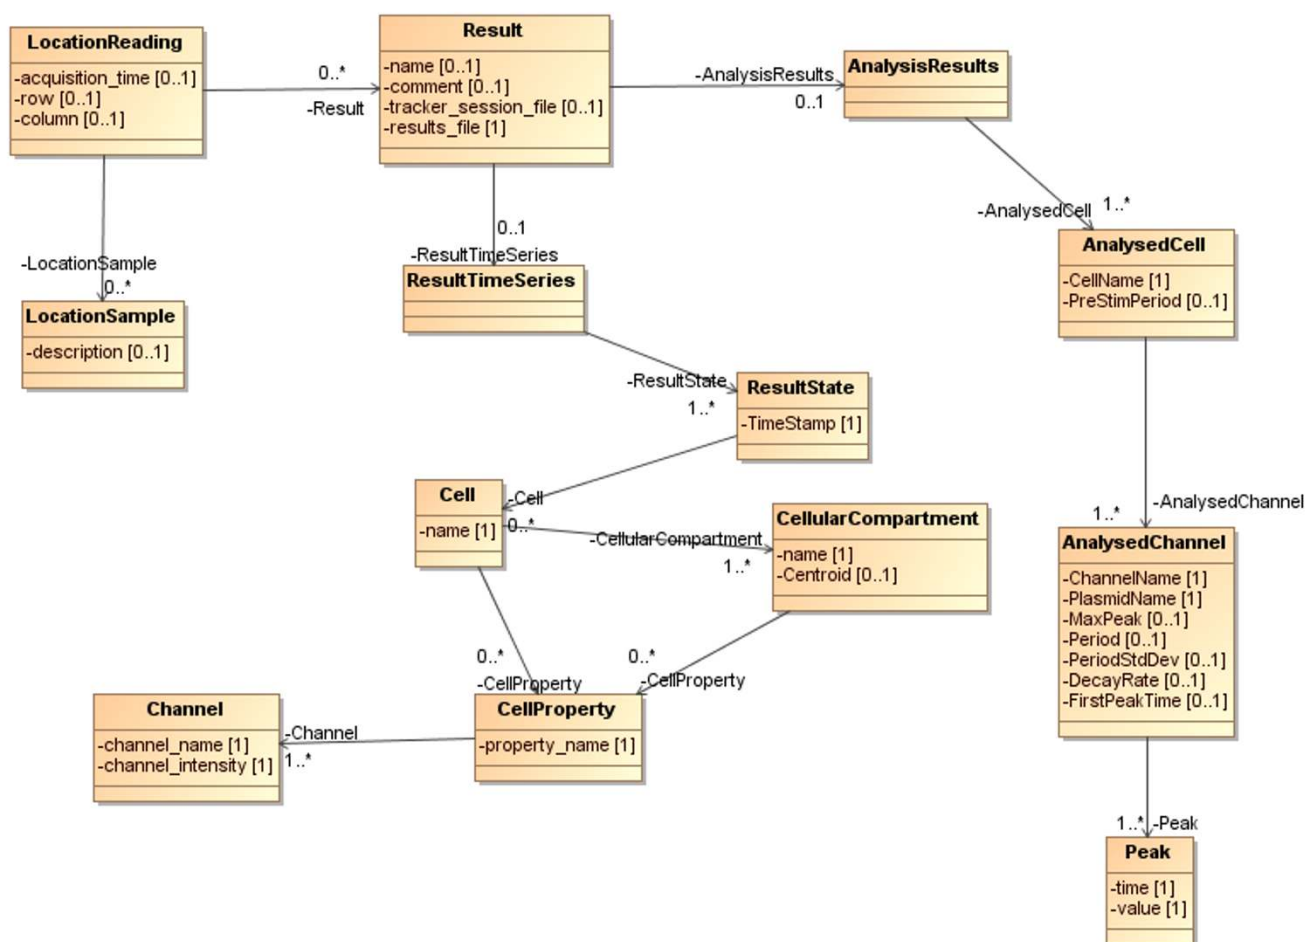 LocationReading
-acquisition_time [0..1]
-row [0..1]
-column [0..1]
0..*
-Result
Result
-name [0..1]
-comment [0..1]
-tracker_session_file [0..1]
-results_file [1]
-AnalysisResults
0..1
AnalysisResults
-AnalysedCell
1..*
AnalysedCell
-CellName [1]
-PreStimPeriod [0..1]
0..1
-ResultTimeSeries
ResultTimeSeries
-LocationSample
0..*
LocationSample
-description [0..1]
-ResultState
1..*
ResultState
-TimeStamp [1]
-Cell
0..*
Cell
-name [1]
-CellularCompartment
1..*
CellularCompartment
-name [1]
-Centroid [0..1]
-AnalysedChannel
1..*
AnalysedChannel
-ChannelName [1]
-PlasmidName [1]
-MaxPeak [0..1]
-Period [0..1]
-PeriodStdDev [0..1]
-DecayRate [0..1]
-FirstPeakTime [0..1]
0..*
-CellProperty
0..*
-CellProperty
CellProperty
-property_name [1]
-Channel
1..*
Channel
-channel_name [1]
-channel_intensity [1]
1..*
-Peak
Peak
-time [1]
-value [1]